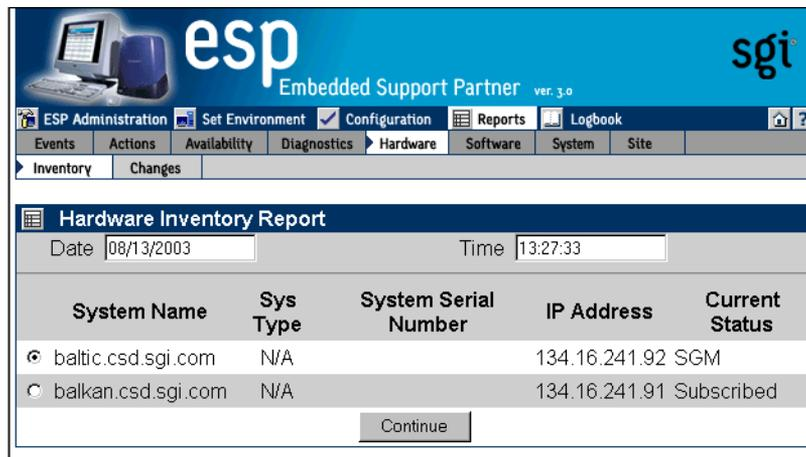 esp
Embedded Support Partner ver. 3.0
sgi
ESP Administration Set Environment Configuration Reports Logbook ?
Events Actions Availability Diagnostics Hardware Software System Site
Inventory Changes
Hardware Inventory Report
Date 08/13/2003 Time 13:27:33
System Name Sys Type System Serial Number IP Address Current Status
baltic.csd.sgi.com N/A 134.16.241.92 SGM
balkan.csd.sgi.com N/A 134.16.241.91 Subscribed
Continue